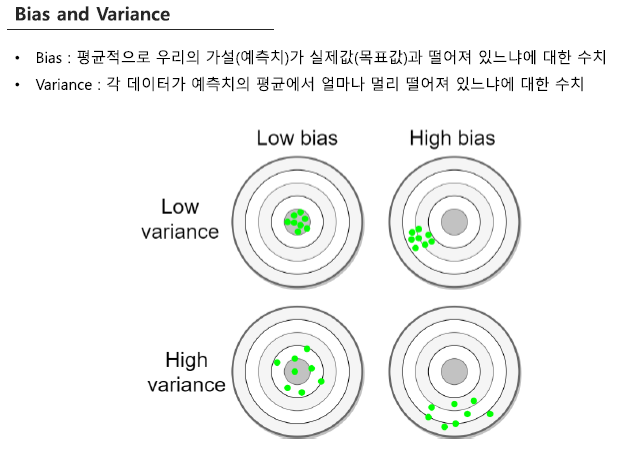 Bias and Variance
• Bias : 평균적으로 우리의 가설(예측치)가 실제값(목표값)과 떨어져 있느냐에 대한 수치
• Variance : 각 데이터가 예측치의 평균에서 얼마나 멀리 떨어져 있느냐에 대한 수치
Low bias
High bias
Low
variance
High
variance